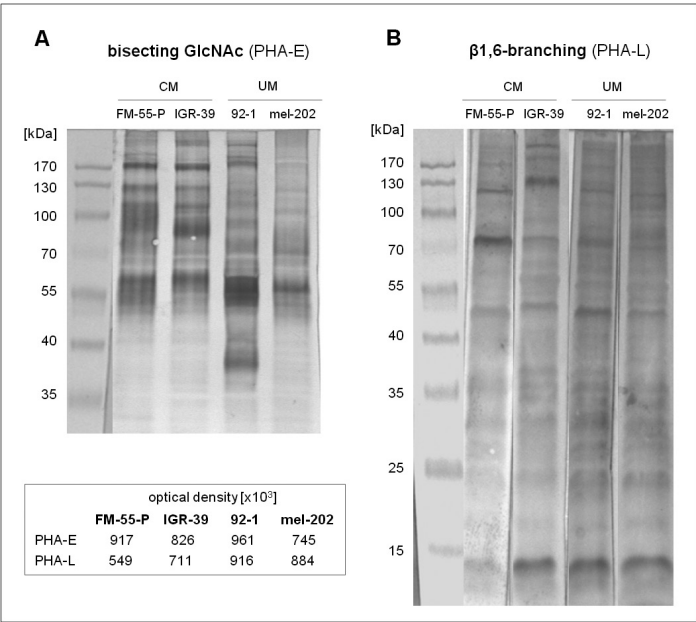 A
bisecting GlcNAc (PHA-E)
CM UM
FM-55-P IGR-39 92-1 mel-202
[kDa]
170
130
100
70
55
40
35
optical density [x10³]
FM-55-P IGR-39 92-1 mel-202
PHA-E 917 826 961 745
PHA-L 549 711 916 884
B
β1,6-branching (PHA-L)
CM UM
FM-55-P IGR-39 92-1 mel-202
[kDa]
170
130
100
70
55
40
35
25
15